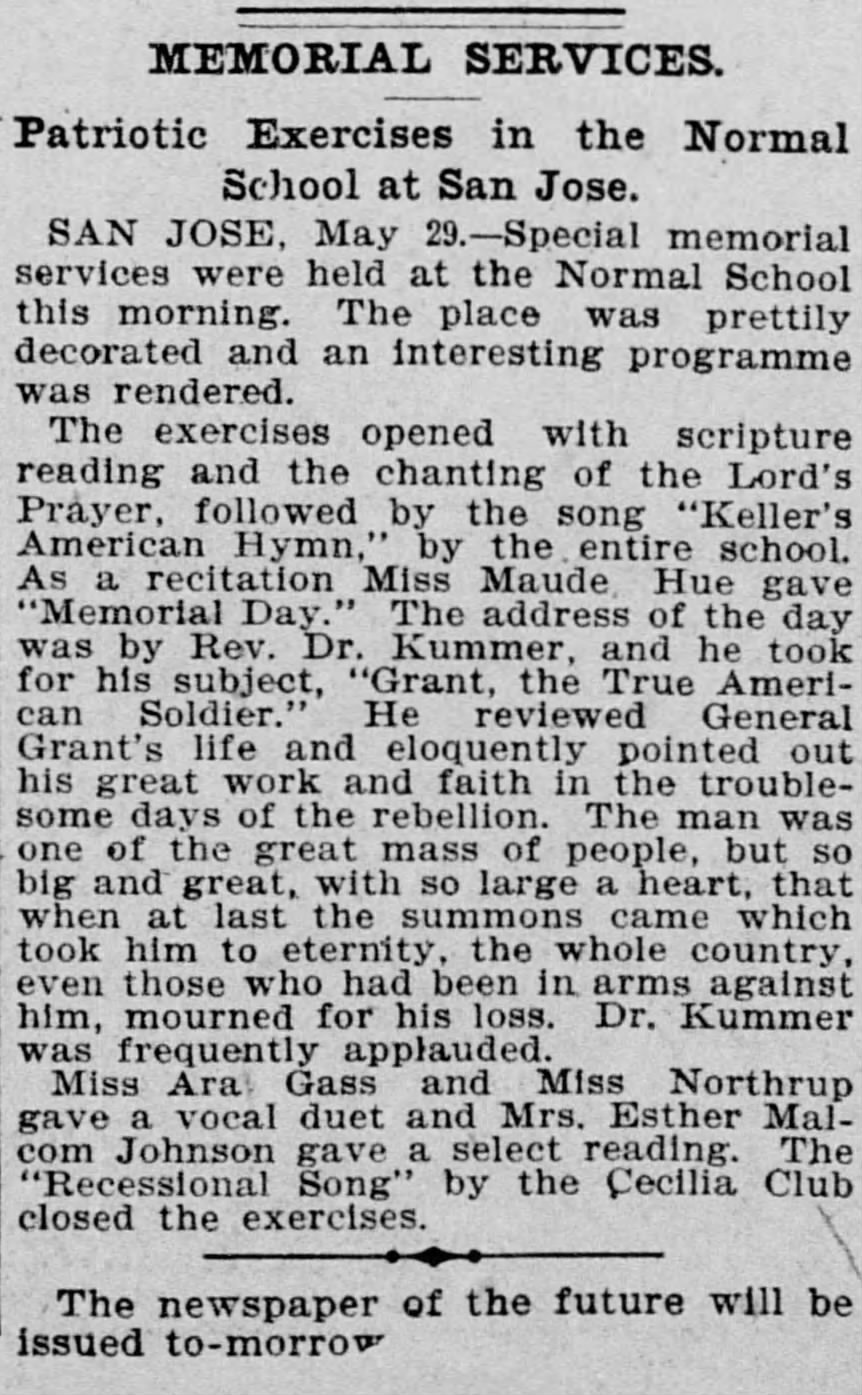 MEMORIAL SERVICES.
Patriotic Exercises in the Normal
School at San Jose.
SAN JOSE, May 29.—Special memorial
services were held at the Normal School
this morning. The place was prettily
decorated and an interesting programme
was rendered.
The exercises opened with scripture
reading and the chanting of the Lord's
Prayer, followed by the song "Keller's
American Hymn," by the entire school.
As a recitation Miss Maude Hue gave
"Memorial Day." The address of the day
was by Rev. Dr. Kummer, and he took
for his subject, "Grant, the True Ameri-
can Soldier." He reviewed General
Grant's life and eloquently pointed out
his great work and faith in the trouble-
some days of the rebellion. The man was
one of the great mass of people, but so
big and great, with so large a heart, that
when at last the summons came which
took him to eternity, the whole country,
even those who had been in arms against
him, mourned for his loss. Dr. Kummer
was frequently applauded.
Miss Ara Gass and Miss Northrup
gave a vocal duet and Mrs. Esther Mal-
com Johnson gave a select reading. The
"Recessional Song" by the Cecilia Club
closed the exercises.
The newspaper of the future will be
issued to-morrow